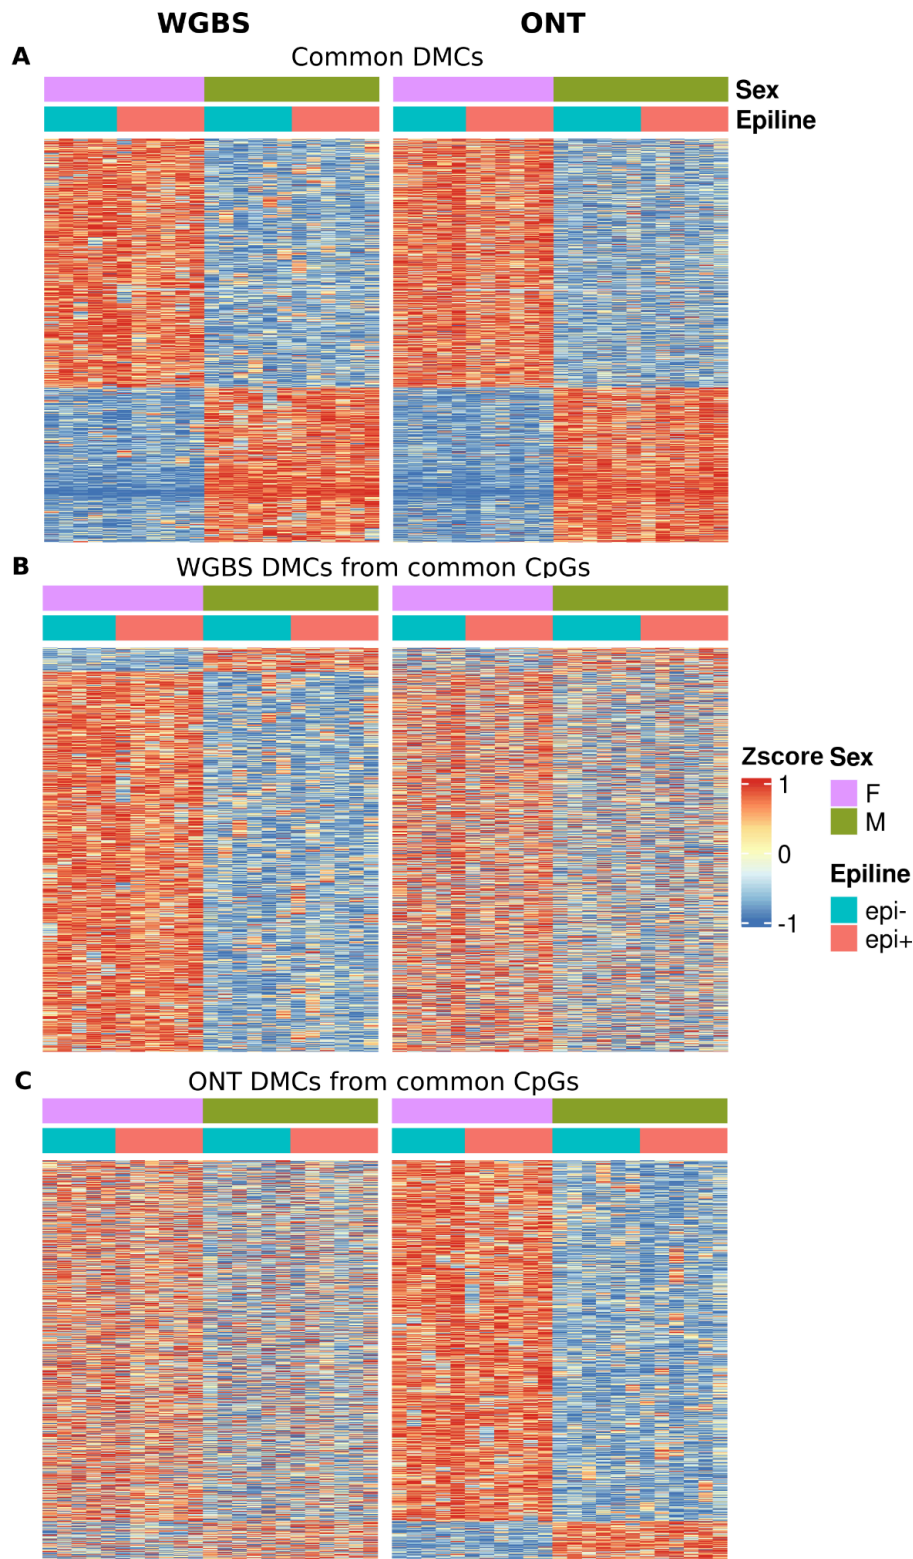 WGBS ONT
A Common DMCs
Sex
Epiline
B WGBS DMCs from common CpGs
Zscore Sex
1 F
M
0
Epiline
epi-
-1
epi+
C ONT DMCs from common CpGs